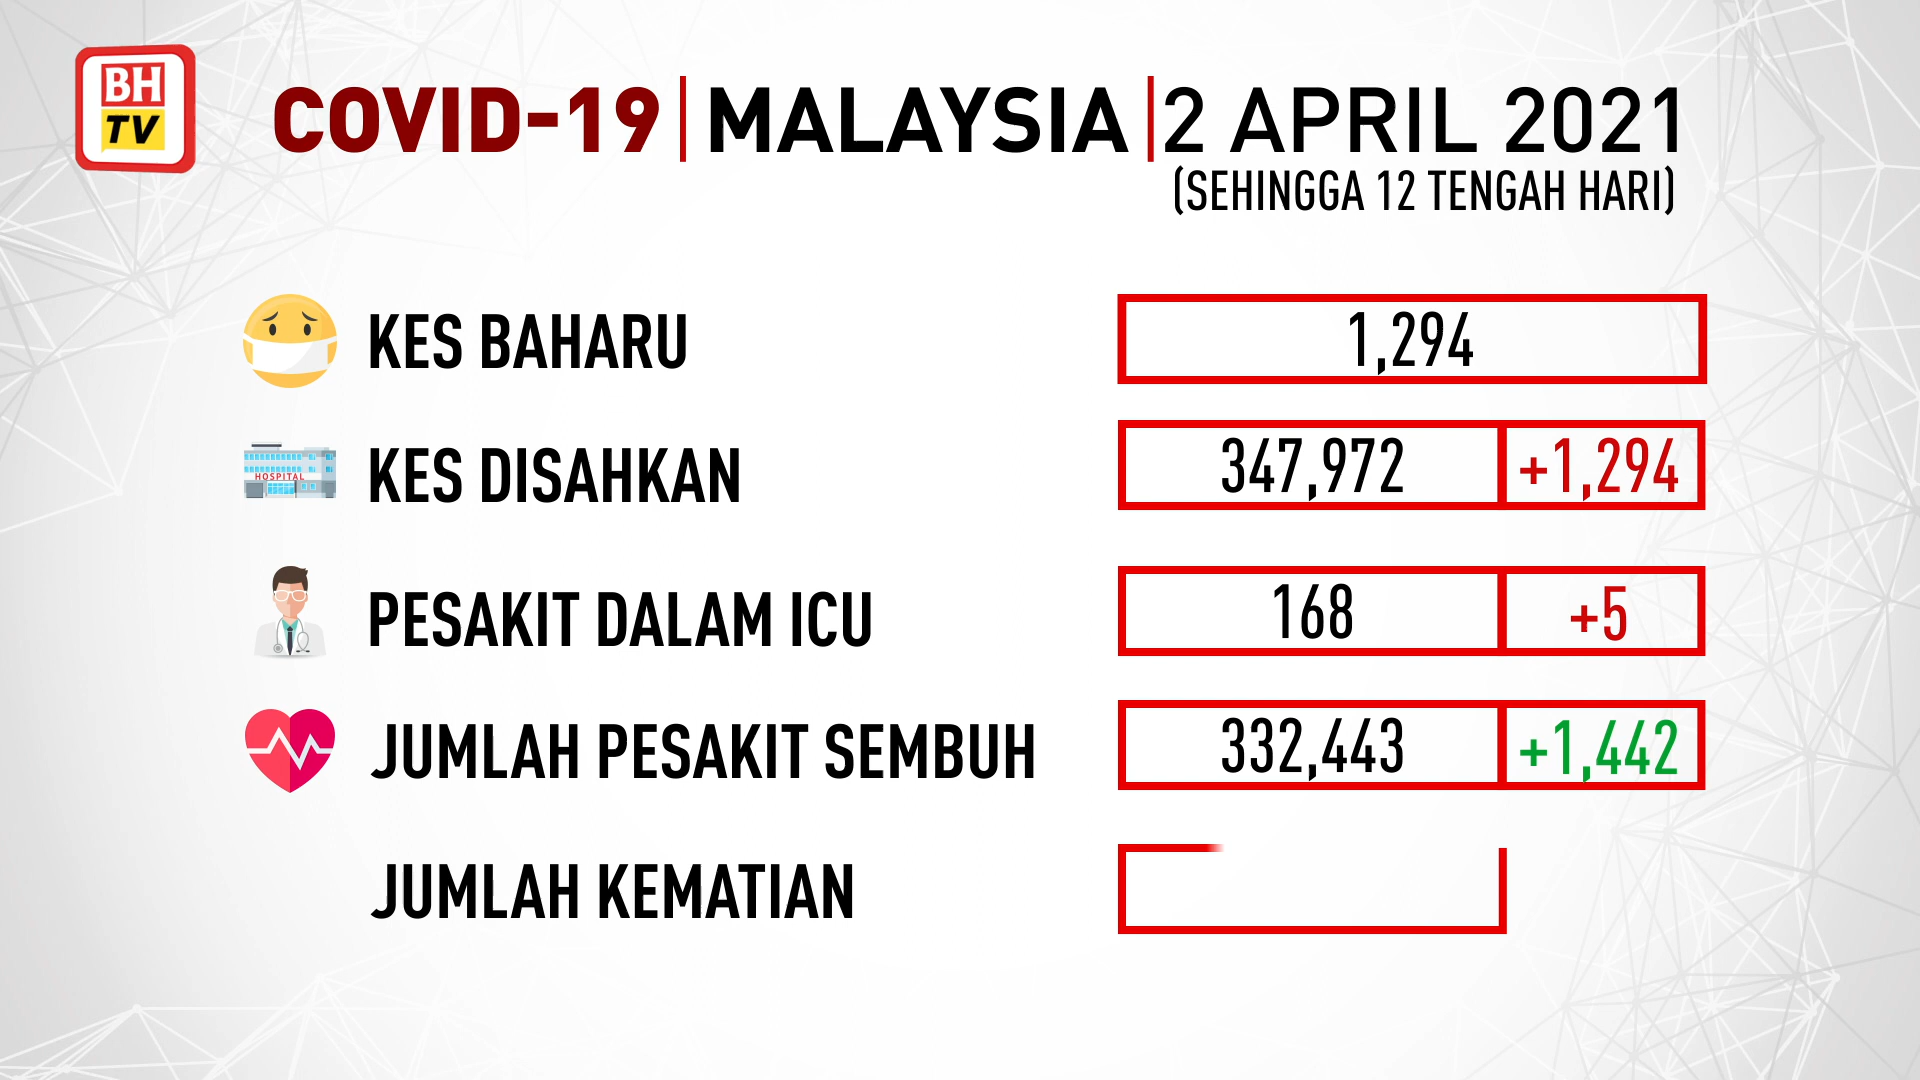 BH
TV
COVID-19 | MALAYSIA | 2 APRIL 2021
(SEHINGGA 12 TENGAH HARI)
KES BAHARU 1,294
HOSPITAL
KES DISAHKAN 347,972 +1,294
PESAKIT DALAM ICU 168 +5
JUMLAH PESAKIT SEMBUH 332,443 +1,442
JUMLAH KEMATIAN